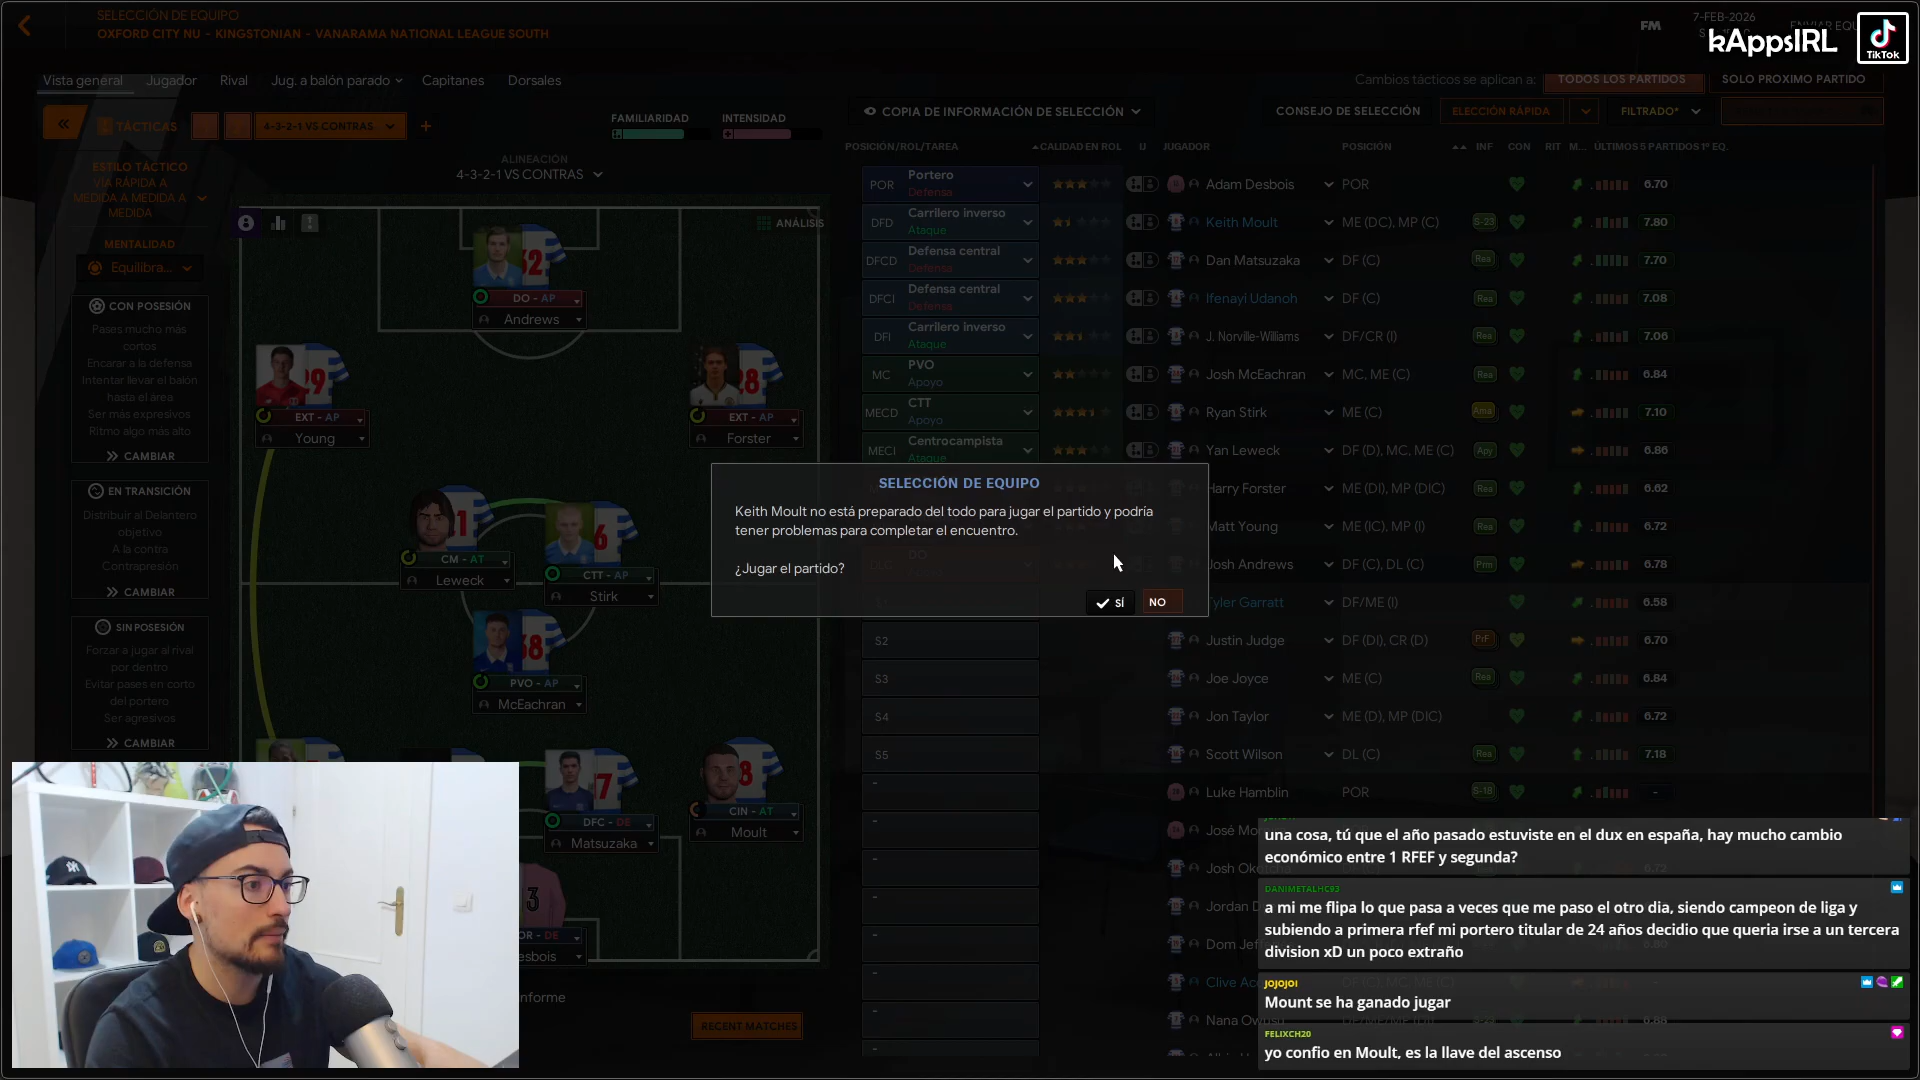 SELECCIÓN DE EQUIPO
OXFORD CITY NU - KINGSTONIAN - VANARAMA NATIONAL LEAGUE SOUTH
FM
7-FEB-2026
kAppsIRL
TikTok
Vista general
Jugador
Rival
Jug. a balón parado
Capitanes
Dorsales
Cambios tácticos se aplican a:
TODOS LOS PARTIDOS
SOLO PRÓXIMO PARTIDO
TÁCTICAS
4-3-2-1 VS CONTRAS
FAMILIARIDAD
INTENSIDAD
COPIA DE INFORMACIÓN DE SELECCIÓN
CONSEJO DE SELECCIÓN
ELECCIÓN RÁPIDA
FILTRADO*
ESTILO TÁCTICO
VÍA RÁPIDA A
MEDIDA A MEDIDA A
MEDIDA
MENTALIDAD
Equilibra...
CON POSESIÓN
Pases mucho más
cortos
Encarar a la defensa
Intentar llevar el balón
hasta el área
Ser más expresivos
Ritmo algo más alto
CAMBIAR
EN TRANSICIÓN
Distribuir al Delantero
objetivo
A la contra
Contrapresión
CAMBIAR
SIN POSESIÓN
Forzar a jugar al rival
por dentro
Evitar pases en corto
del portero
Ser agresivos
CAMBIAR
ALINEACIÓN
4-3-2-1 VS CONTRAS
ANÁLISIS
DO - AP
Andrews
EXT - AP
Young
EXT - AP
Forster
CM - AT
Leweck
CTT - AP
Stirk
PVO - AP
McEachran
DFC - DE
Matsuzaka
CIN - AT
Moult
RECENT MATCHES
POSICIÓN/ROL/TAREA
CALIDAD EN ROL
IJ
JUGADOR
POSICIÓN
INF
CON
RIT
M...
ÚLTIMOS 5 PARTIDOS 1º EQ.
POR
Portero
Defensa
Adam Desbois
POR
6.70
DFD
Carrilero inverso
Ataque
Keith Moult
ME (DC), MP (C)
S-23
7.80
DFCD
Defensa central
Defensa
Dan Matsuzaka
DF (C)
Rea
7.70
DFCI
Defensa central
Defensa
Ifenayi Udanoh
DF (C)
Rea
7.08
DFI
Carrilero inverso
Ataque
J. Norville-Williams
DF/CR (I)
Rea
7.06
MC
PVO
Apoyo
Josh McEachran
MC, ME (C)
Rea
6.84
MECD
CTT
Apoyo
Ryan Stirk
ME (C)
Ama
7.10
MECI
Centrocampista
Ataque
Yan Leweck
DF (D), MC, ME (C)
Apy
6.86
Harry Forster
ME (DI), MP (DIC)
Rea
6.62
Matt Young
ME (IC), MP (I)
Rea
6.72
Josh Andrews
DF (C), DL (C)
Pmi
6.78
Tyler Garratt
DF/ME (I)
6.58
S2
Justin Judge
DF (DI), CR (D)
PrF
6.70
S3
Joe Joyce
ME (C)
Rea
6.84
S4
Jon Taylor
ME (D), MP (DIC)
6.72
S5
Scott Wilson
DL (C)
Rea
7.18
Luke Hamblin
POR
S-18
-
SELECCIÓN DE EQUIPO
Keith Moult no está preparado del todo para jugar el partido y podría
tener problemas para completar el encuentro.
¿Jugar el partido?
SÍ
NO
una cosa, tú que el año pasado estuviste en el dux en españa, hay mucho cambio
económico entre 1 RFEF y segunda?
DANIMETALHC93
a mi me flipa lo que pasa a veces que me paso el otro dia, siendo campeon de liga y
subiendo a primera rfef mi portero titular de 24 años decidio que queria irse a un tercera
division xD un poco extraño
JOJOJOI
Mount se ha ganado jugar
FELIXCH20
yo confio en Moult, es la llave del ascenso